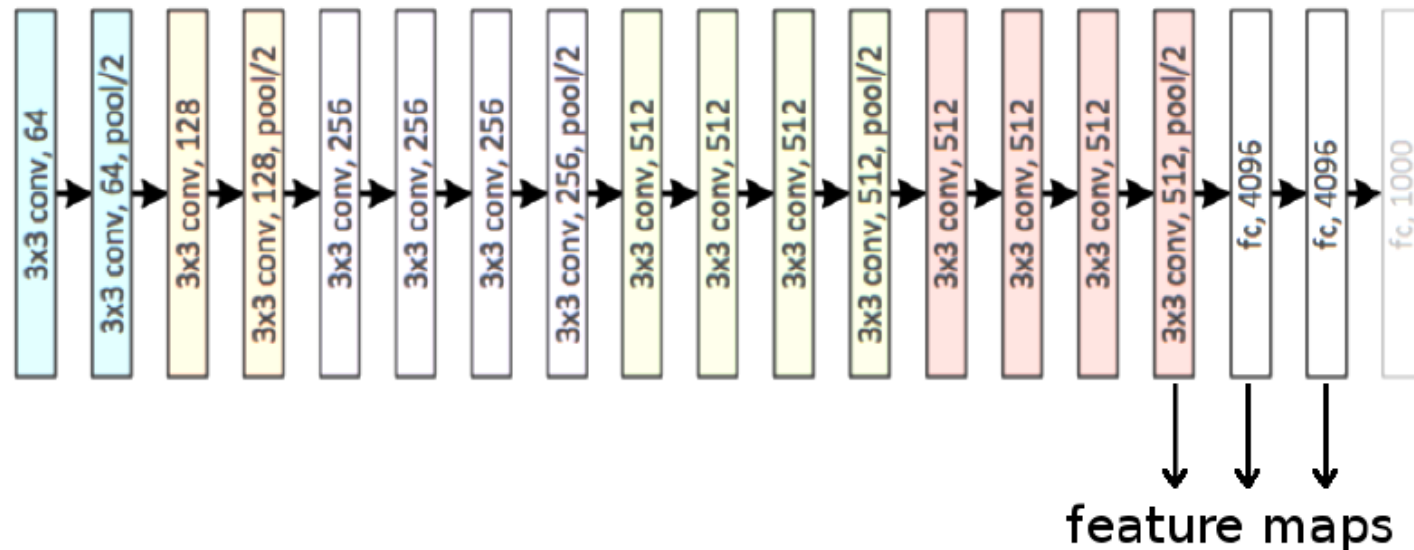 3x3 conv, 64
3x3 conv, 64, pool/2
3x3 conv, 128
3x3 conv, 128, pool/2
3x3 conv, 256
3x3 conv, 256
3x3 conv, 256
3x3 conv, 256, pool/2
3x3 conv, 512
3x3 conv, 512
3x3 conv, 512
3x3 conv, 512, pool/2
3x3 conv, 512
3x3 conv, 512
3x3 conv, 512
3x3 conv, 512, pool/2
fc, 4096
fc, 4096
fc, 1000
feature maps